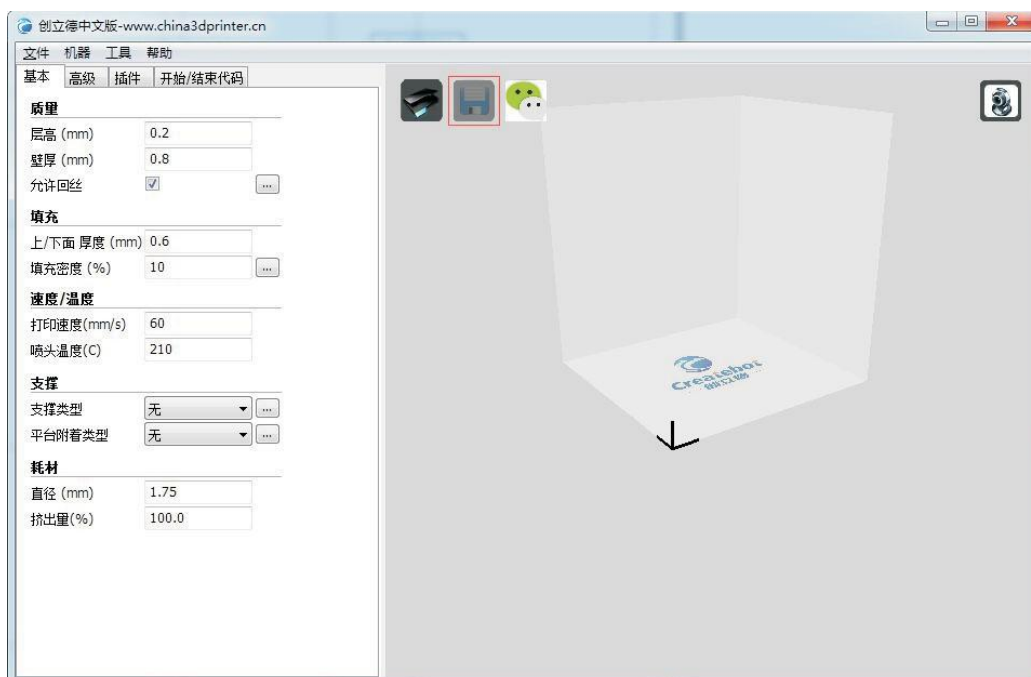 创立德中文版-www.china3dprinter.cn
文件 机器 工具 帮助
基本 高级 插件 开始/结束代码
质量
层高 (mm) 0.2
壁厚 (mm) 0.8
允许回丝 ...
填充
上/下面 厚度 (mm) 0.6
填充密度 (%) 10 ...
速度/温度
打印速度(mm/s) 60
喷头温度(C) 210
支撑
支撑类型 无 ...
平台附着类型 无 ...
耗材
直径 (mm) 1.75
挤出量(%) 100.0
Createbot